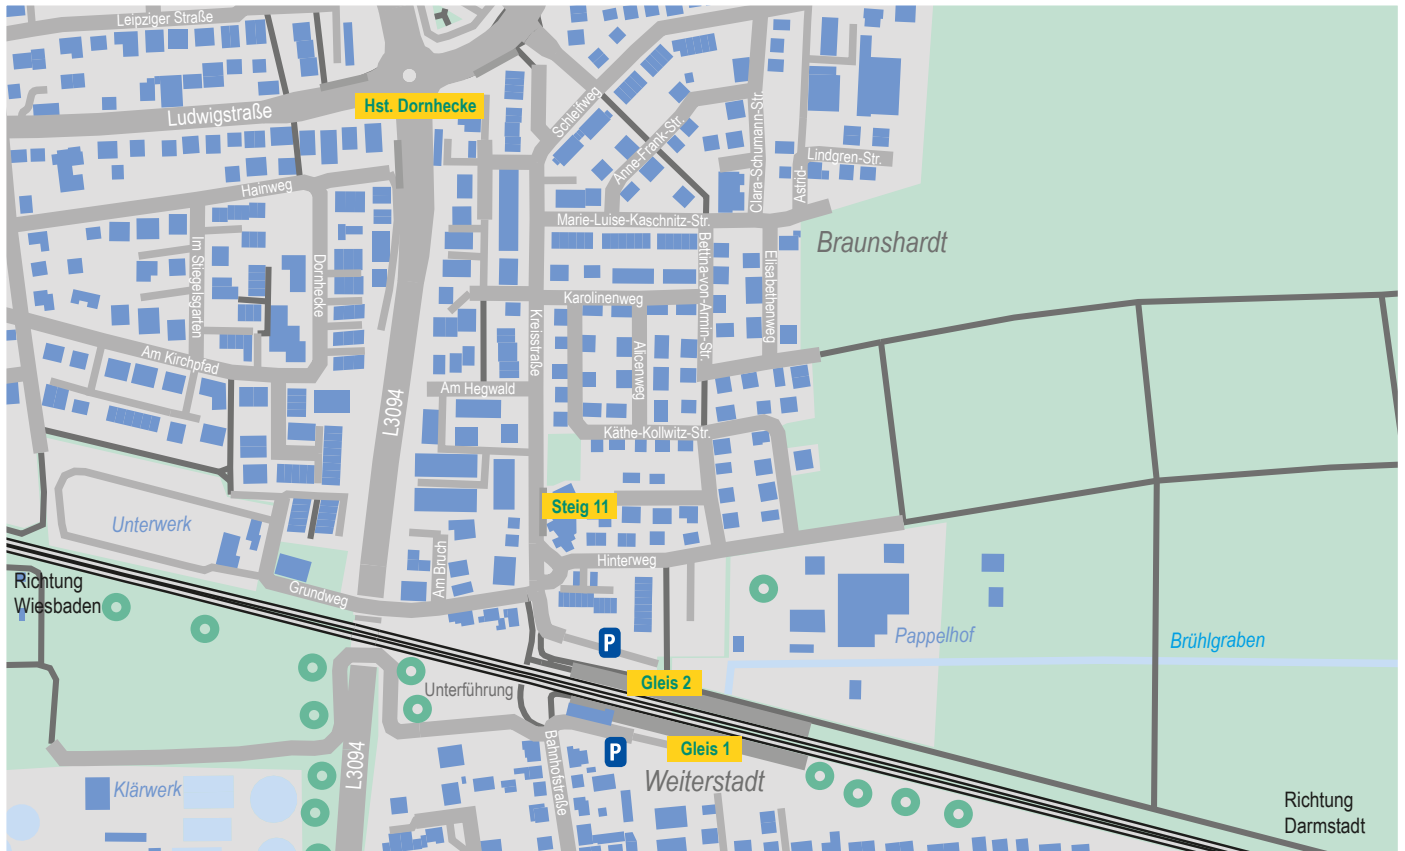 Leipziger Straße
Ludwigstraße
Hst. Dornhecke
Schleifweg
Anne-Frank-Str.
Clara-Schumann-Str.
Astrid-
Lindgren-Str.
Hainweg
Marie-Luise-Kaschnitz-Str.
Braunshardt
Im Stiegelsgarten
Dornhecke
Bettina-von-Armin-Str.
Elisabethenweg
Karolinenweg
Kreisstraße
Am Kirchpfad
Alicenweg
Am Hegwald
L3094
Käthe-Kollwitz-Str.
Steig 11
Unterwerk
Hinterweg
Am Bruch
Grundweg
Richtung
Wiesbaden
P
Pappelhof
Brühlgraben
Gleis 2
Unterführung
Gleis 1
P
L3094
Bahnhofstraße
Weiterstadt
Klärwerk
Richtung
Darmstadt